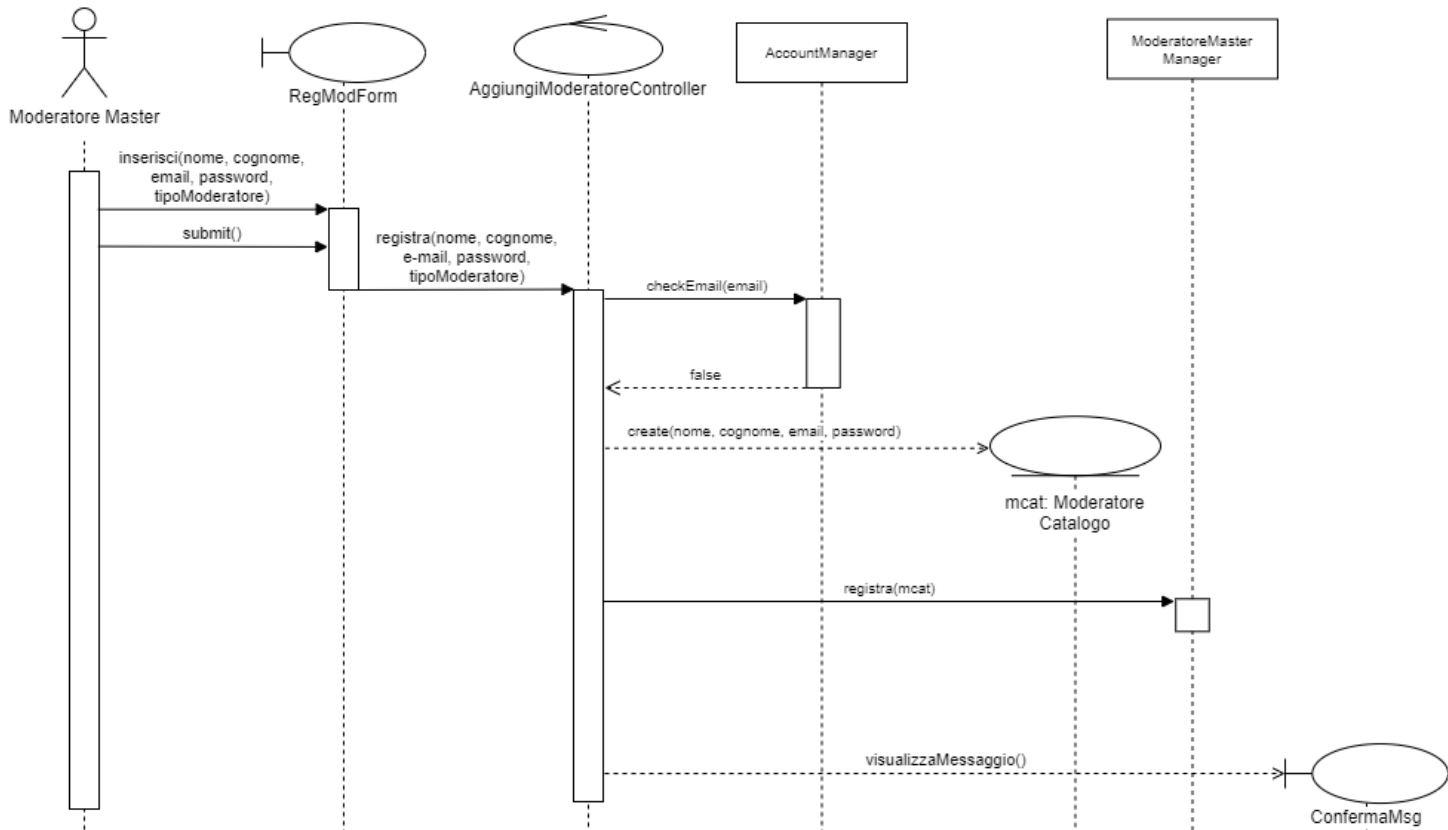 Moderatore Master
RegModForm
AggiungiModeratoreController
AccountManager
ModeratoreMaster
Manager
inserisci(nome, cognome,
email, password,
tipoModeratore)
submit()
registra(nome, cognome,
e-mail, password,
tipoModeratore)
checkEmail(email)
false
create(nome, cognome, email, password)
mcat: Moderatore
Catalogo
registra(mcat)
visualizzaMessaggio()
ConfermaMsg